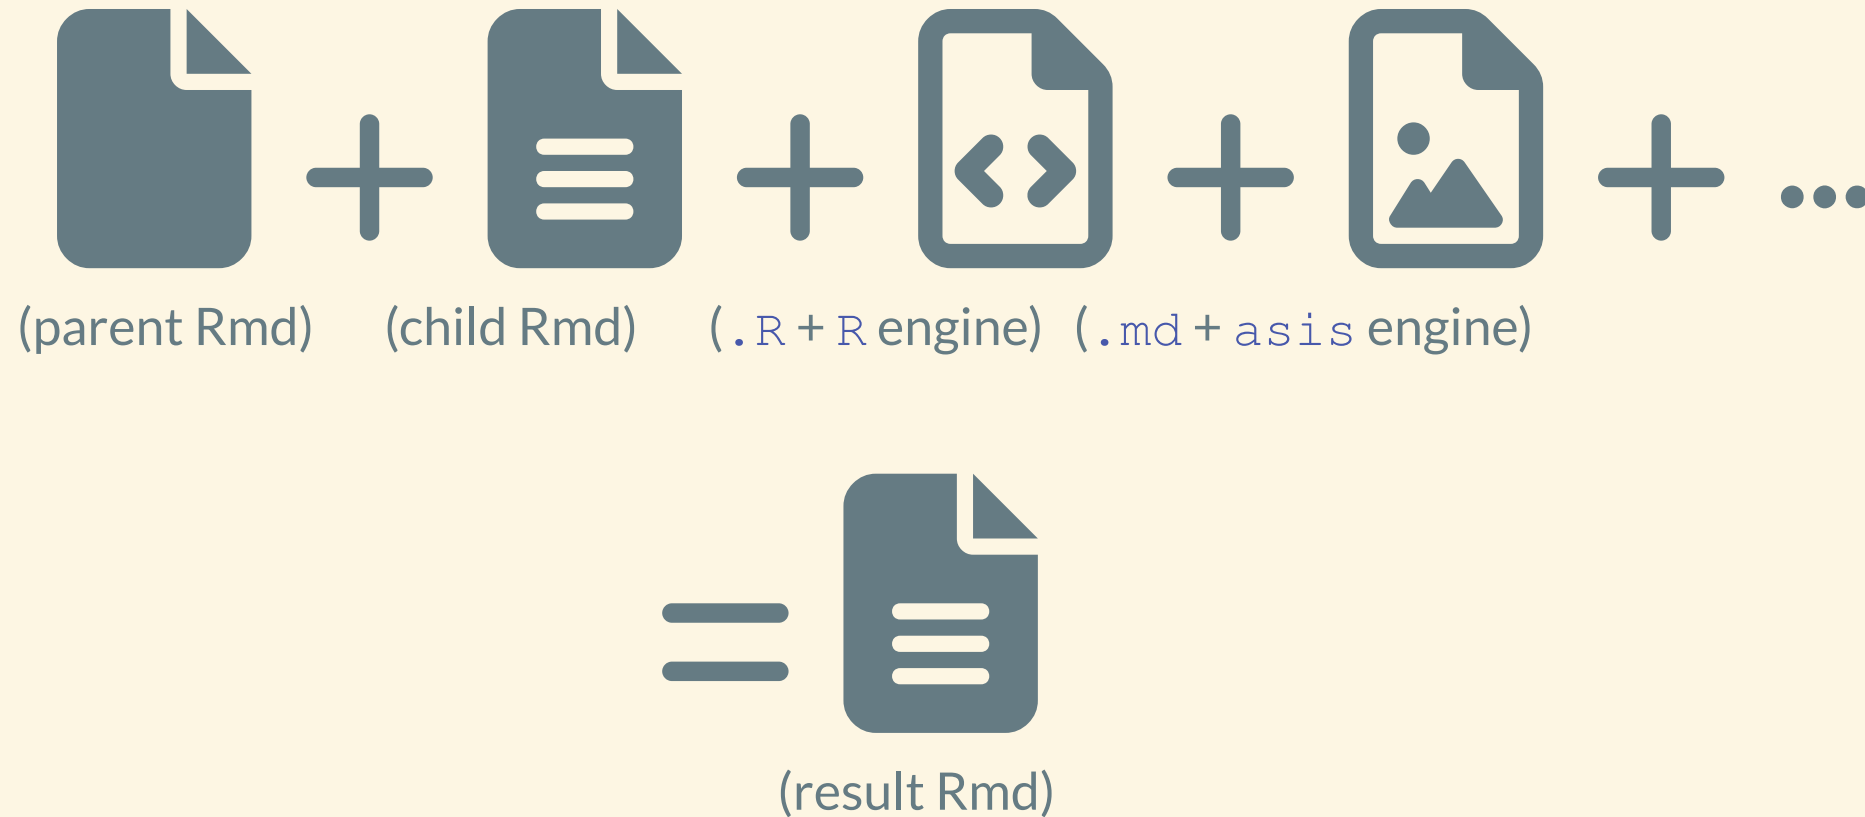 (parent Rmd) (child Rmd) (.R + R engine) (.md + asis engine)
(result Rmd)